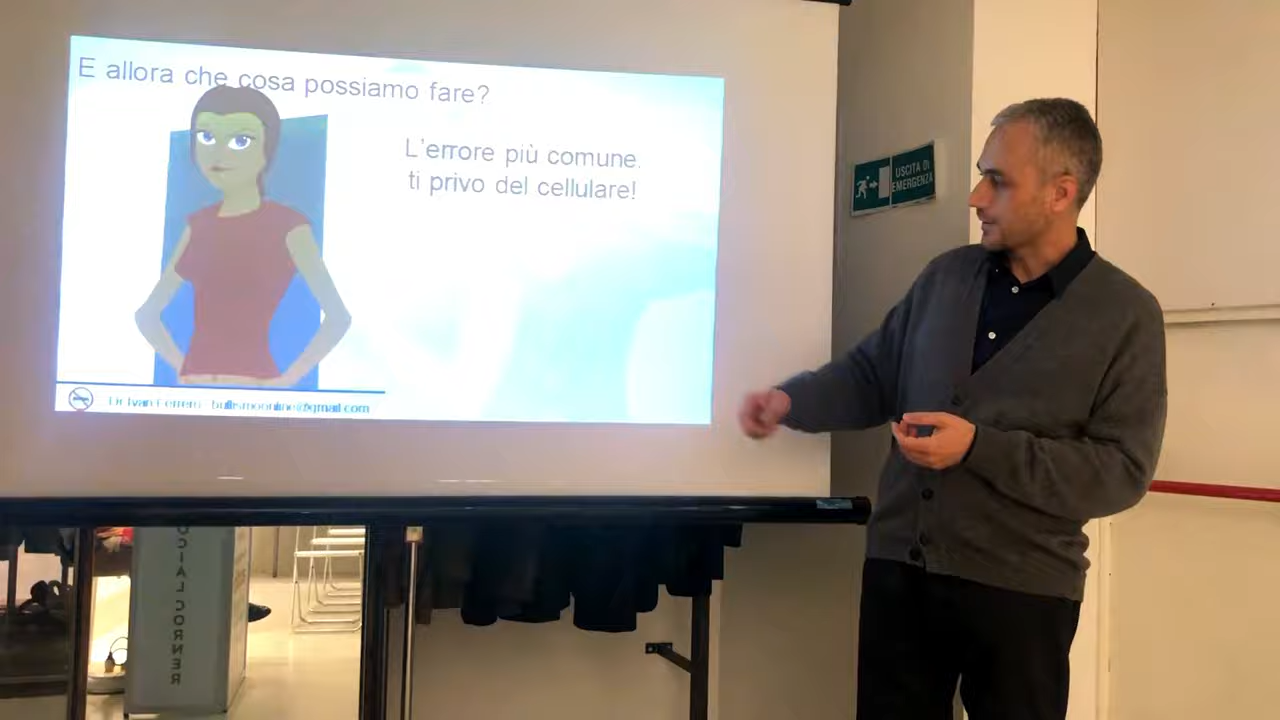 E allora che cosa possiamo fare?
L'errore più comune:
ti privo del cellulare!
Dr Ivan Ferrero - bullismoonline@gmail.com
USCITA DI
EMERGENZA
SOCIAL CORNER